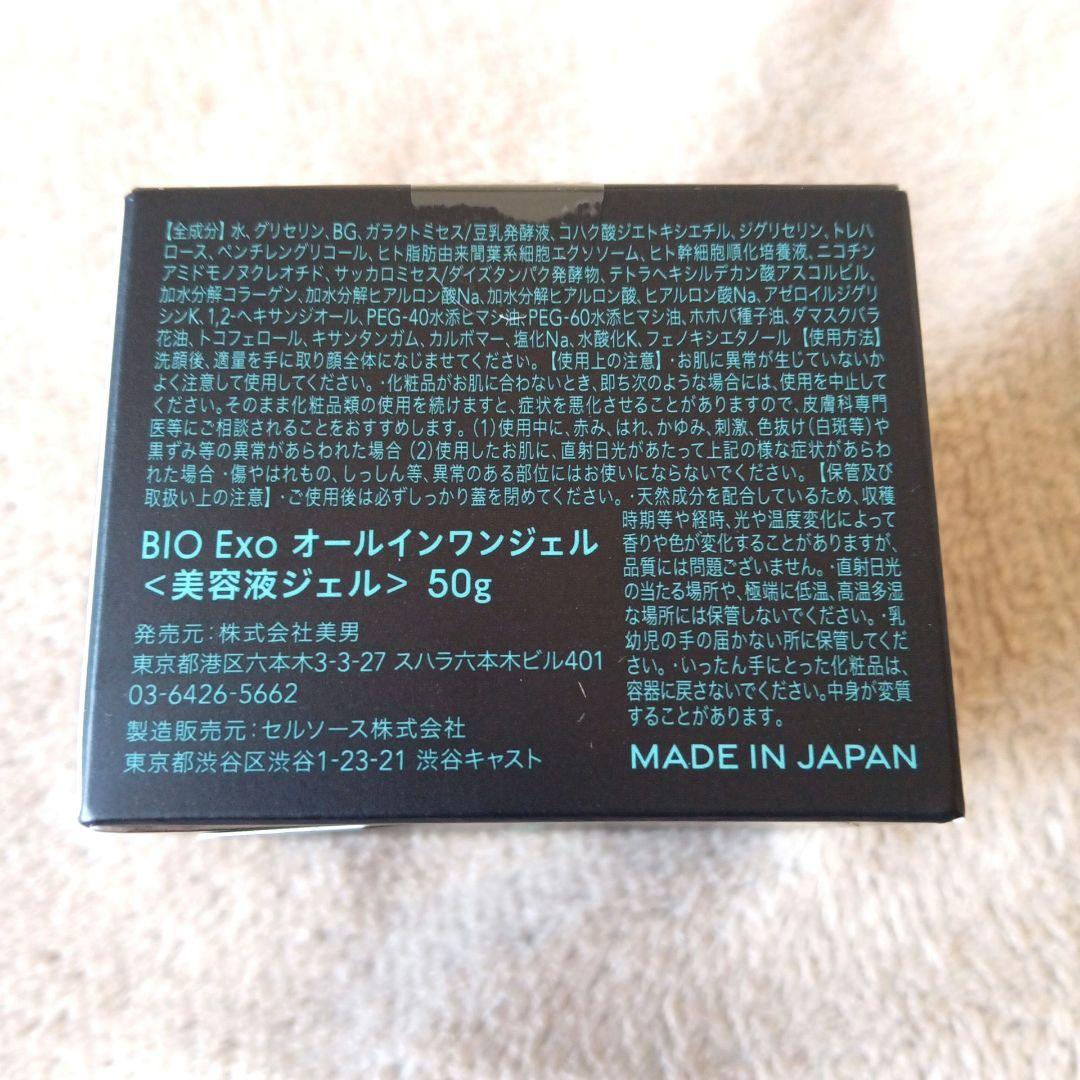 【全成分】水、グリセリン、BG、ガラクトミセス/豆乳発酵液、コハク酸ジエトキシエチル、ジグリセリン、トレハ
ロース、ペンチレングリコール、ヒト脂肪由来間葉系細胞エクソソーム、ヒト幹細胞順化培養液、ニコチン
アミドモノヌクレオチド、サッカロミセス/ダイズタンパク発酵物、テトラヘキシルデカン酸アスコルビル、
加水分解コラーゲン、加水分解ヒアルロン酸Na、加水分解ヒアルロン酸、ヒアルロン酸Na、アゼロイルジグリ
シンK、1,2-ヘキサンジオール、PEG-40水添ヒマシ油、PEG-60水添ヒマシ油、ホホバ種子油、ダマスクバラ
花油、トコフェロール、キサンタンガム、カルボマー、塩化Na、水酸化K、フェノキシエタノール【使用方法】
洗顔後、適量を手に取り顔全体になじませてください。【使用上の注意】・お肌に異常が生じていないか
よく注意して使用してください。・化粧品がお肌に合わないとき、即ち次のような場合には、使用を中止して
ください。そのまま化粧品類の使用を続けますと、症状を悪化させることがありますので、皮膚科専門
医等にご相談されることをおすすめします。(1)使用中に、赤み、はれ、かゆみ、刺激、色抜け(白斑等)や
黒ずみ等の異常があらわれた場合(2)使用したお肌に、直射日光があたって上記の様な症状があらわ
れた場合・傷やはれもの、しっしん等、異常のある部位にはお使いにならないでください。【保管及び
取扱い上の注意】・ご使用後は必ずしっかり蓋を閉めてください。・天然成分を配合しているため、収穫
時期等や経時、光や温度変化によって
香りや色が変化することがありますが、
品質には問題ございません。・直射日光
の当たる場所や、極端に低温、高温多湿
な場所には保管しないでください。・乳
幼児の手の届かない所に保管してくだ
さい。・いったん手にとった化粧品は、
容器に戻さないでください。中身が変質
することがあります。
BIO Exo オールインワンジェル
<美容液ジェル> 50g
発売元:株式会社美男
東京都港区六本木3-3-27 スハラ六本木ビル401
03-6426-5662
製造販売元:セルソース株式会社
東京都渋谷区渋谷1-23-21 渋谷キャスト
MADE IN JAPAN